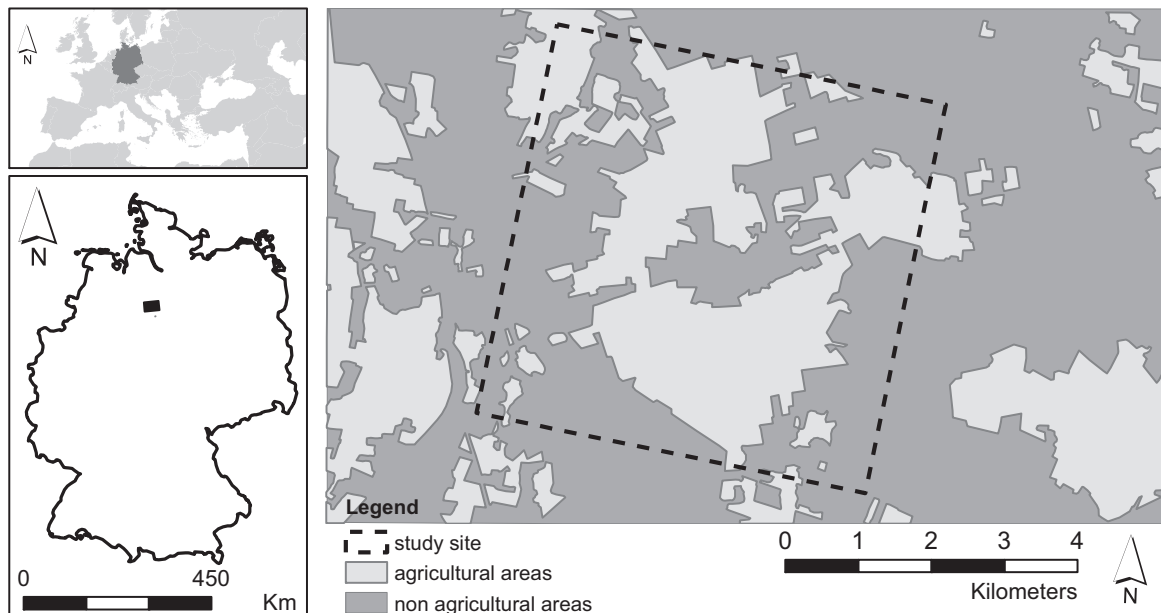 N
N
0 450
Km
Legend
study site
agricultural areas
non agricultural areas
0 1 2 3 4
Kilometers
N